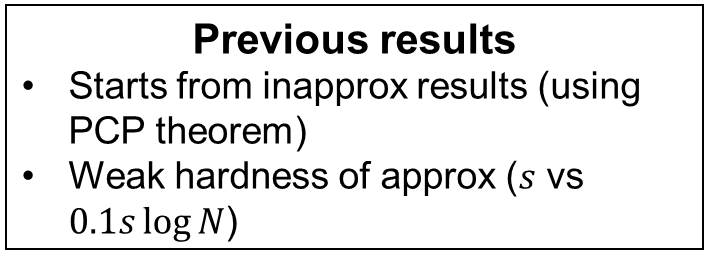 Previous results
• Starts from inapprox results (using
PCP theorem)
• Weak hardness of approx (𝑠 vs
0.1𝑠 log 𝑁)